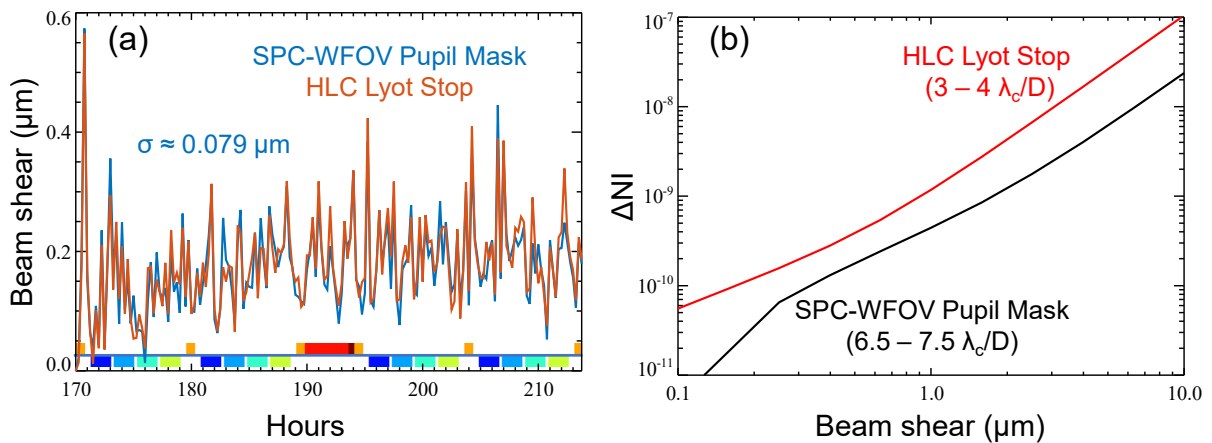 (a)
SPC-WFOV Pupil Mask
HLC Lyot Stop
σ ≈ 0.079 μm
Beam shear (μm)
0.6
0.4
0.2
0.0
170
180
190
200
210
Hours
(b)
HLC Lyot Stop
(3 – 4 λc/D)
SPC-WFOV Pupil Mask
(6.5 – 7.5 λc/D)
ΔNI
10⁻⁷
10⁻⁸
10⁻⁹
10⁻¹⁰
10⁻¹¹
0.1
1.0
10.0
Beam shear (μm)